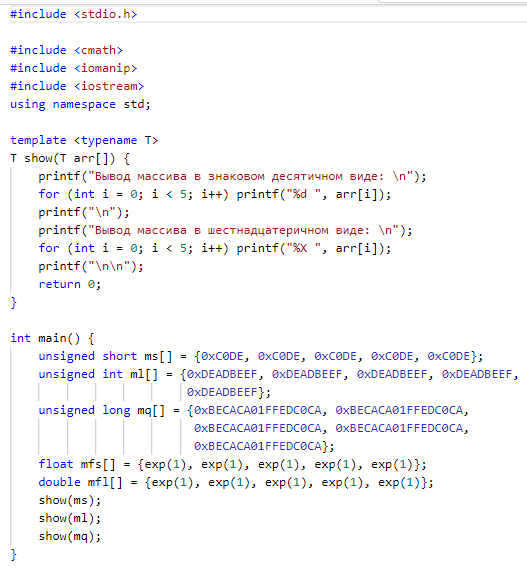 #include <stdio.h>
#include <cmath>
#include <iomanip>
#include <iostream>
using namespace std;
template <typename T>
T show(T arr[]) {
printf("Вывод массива в знаковом десятичном виде: \n");
for (int i = 0; i < 5; i++) printf("%d ", arr[i]);
printf("\n");
printf("Вывод массива в шестнадцатеричном виде: \n");
for (int i = 0; i < 5; i++) printf("%X ", arr[i]);
printf("\n\n");
return 0;
}
int main() {
unsigned short ms[] = {0xC0DE, 0xC0DE, 0xC0DE, 0xC0DE, 0xC0DE};
unsigned int ml[] = {0xDEADBEEF, 0xDEADBEEF, 0xDEADBEEF, 0xDEADBEEF,
0xDEADBEEF};
unsigned long mq[] = {0xBECACA01FFEDC0CA, 0xBECACA01FFEDC0CA,
0xBECACA01FFEDC0CA, 0xBECACA01FFEDC0CA,
0xBECACA01FFEDC0CA};
float mfs[] = {exp(1), exp(1), exp(1), exp(1), exp(1)};
double mfl[] = {exp(1), exp(1), exp(1), exp(1), exp(1)};
show(ms);
show(ml);
show(mq);
}